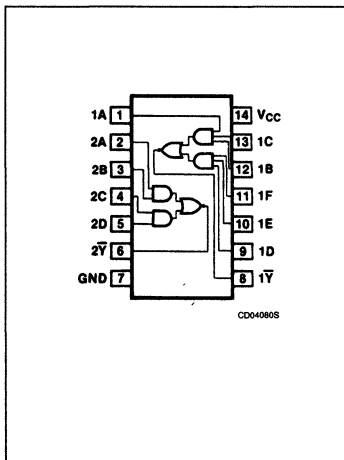 1A 1 14 VCC
2A 2 13 1C
2B 3 12 1B
2C 4 11 1F
2D 5 10 1E
2Y̅ 6 9 1D
GND 7 8 1Y̅
CD04080S